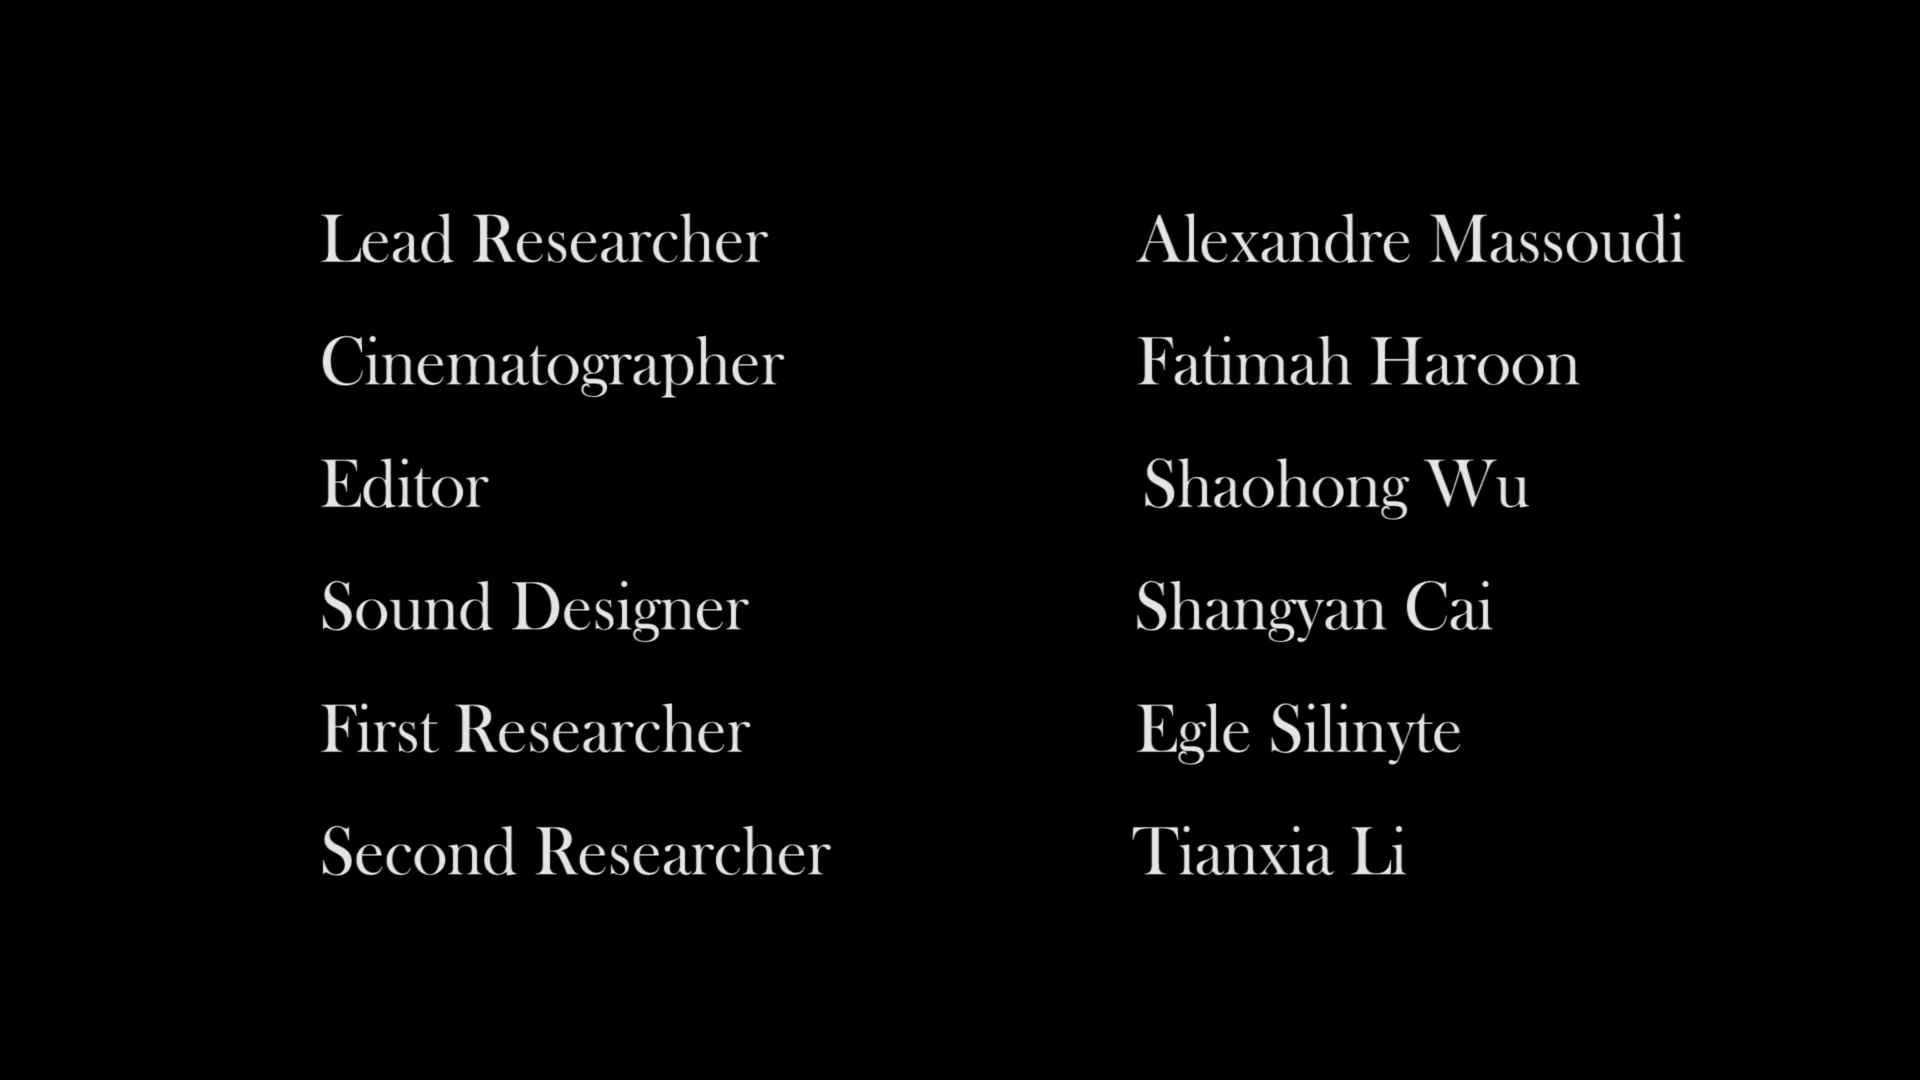 Lead Researcher Alexandre Massoudi
Cinematographer Fatimah Haroon
Editor Shaohong Wu
Sound Designer Shangyan Cai
First Researcher Egle Silinyte
Second Researcher Tianxia Li